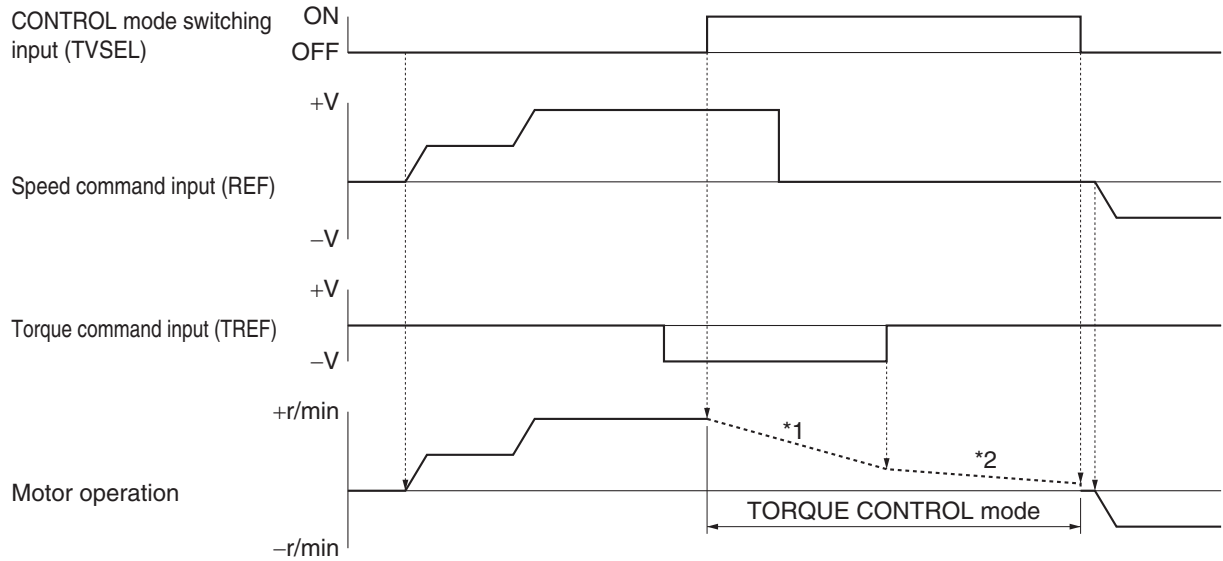 CONTROL mode switching
input (TVSEL)
ON
OFF
+V
Speed command input (REF)
−V
+V
Torque command input (TREF)
−V
+r/min
*1
*2
Motor operation
TORQUE CONTROL mode
−r/min